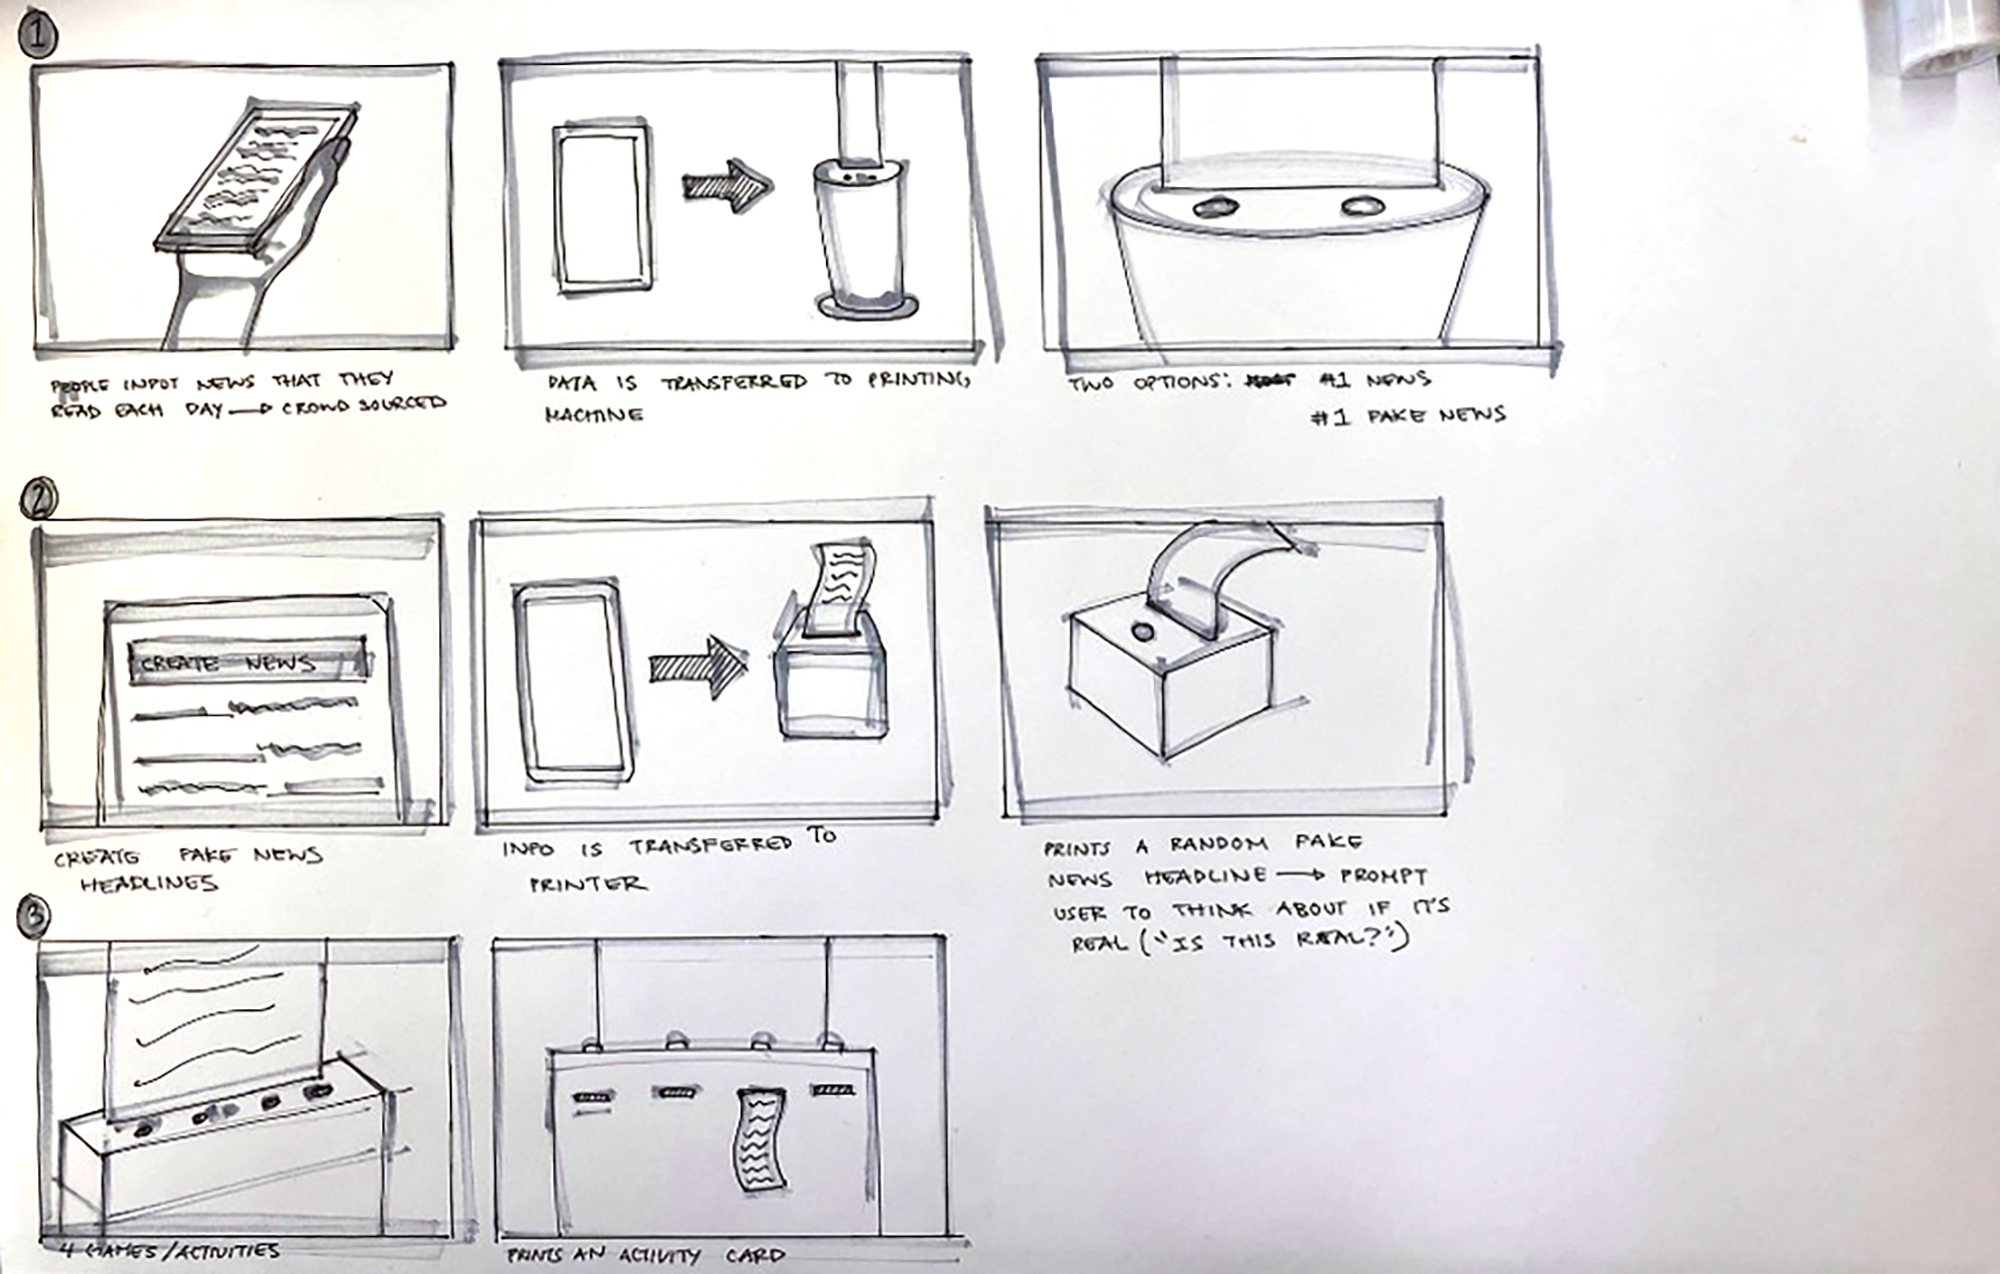 1
PEOPLE INPUT NEWS THAT THEY
READ EACH DAY → CROWD SOURCED
DATA IS TRANSFERRED TO PRINTING
MACHINE
TWO OPTIONS: #1 NEWS
#1 FAKE NEWS
2
CREATE NEWS
CREATE FAKE NEWS
HEADLINES
INFO IS TRANSFERRED TO
PRINTER
PRINTS A RANDOM FAKE
NEWS HEADLINE → PROMPT
USER TO THINK ABOUT IF IT'S
REAL ("IS THIS REAL?")
3
4 GAMES/ACTIVITIES
PRINTS AN ACTIVITY CARD